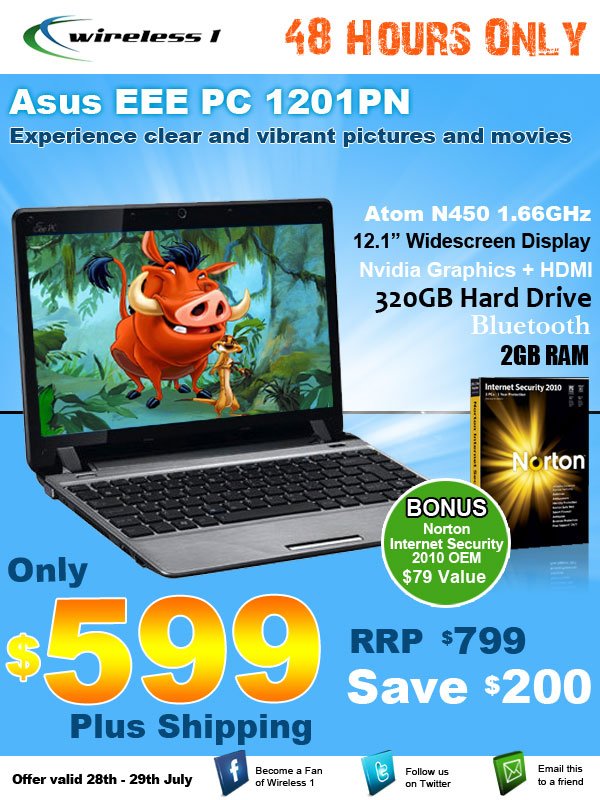 wireless 1
48 Hours Only
Asus EEE PC 1201PN
Experience clear and vibrant pictures and movies
Eee PC
Atom N450 1.66GHz
12.1” Widescreen Display
Nvidia Graphics + HDMI
320GB Hard Drive
Bluetooth
2GB RAM
Internet Security 2010
Norton
BONUS
Norton
Internet Security
2010 OEM
$79 Value
Only
$599
Plus Shipping
RRP $799
Save $200
Offer valid 28th - 29th July
Become a Fan
of Wireless 1
Follow us
on Twitter
Email this
to a friend